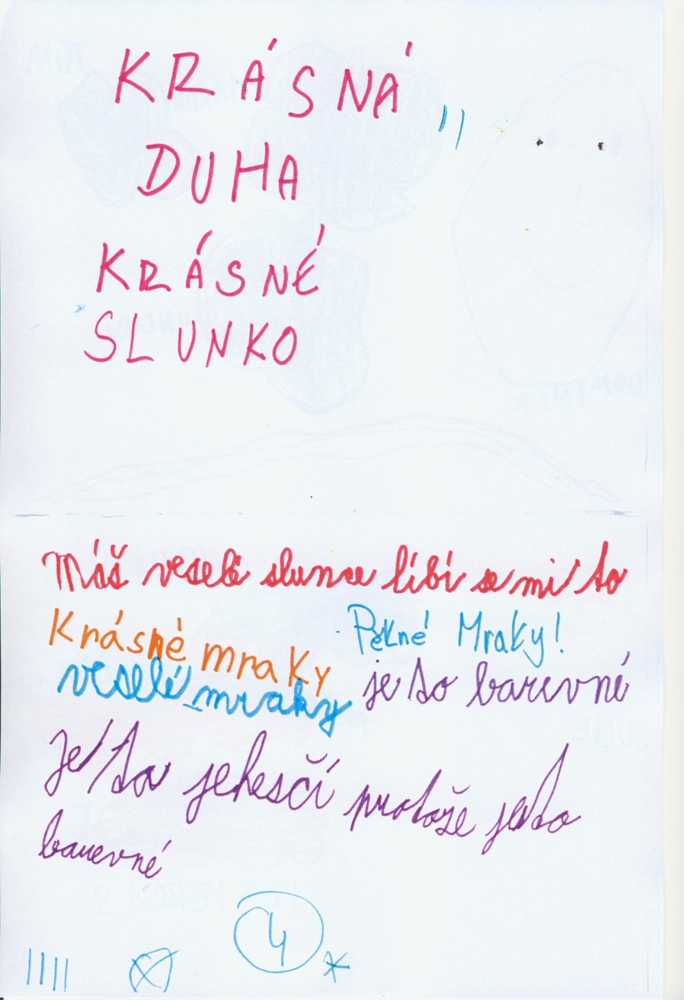 KRÁSNÁ
DUHA
KRÁSNÉ
SLUNKO
Máš veselé slunce líbí se mi to
Krásné mraky
Pěkné Mraky!
veselé mraky
je to barevné
Je to jehesčí protože je to
barevné
4